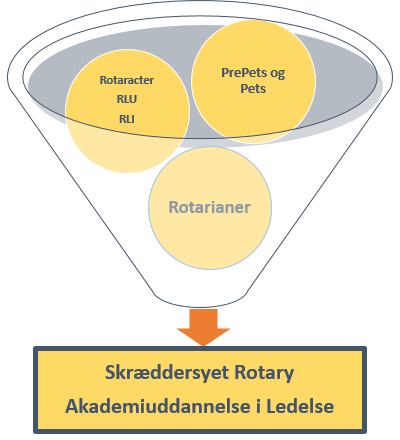 Rotaracter
RLU
RLI
PrePets og
Pets
Rotarianer
Skræddersyet Rotary
Akademiuddannelse i Ledelse